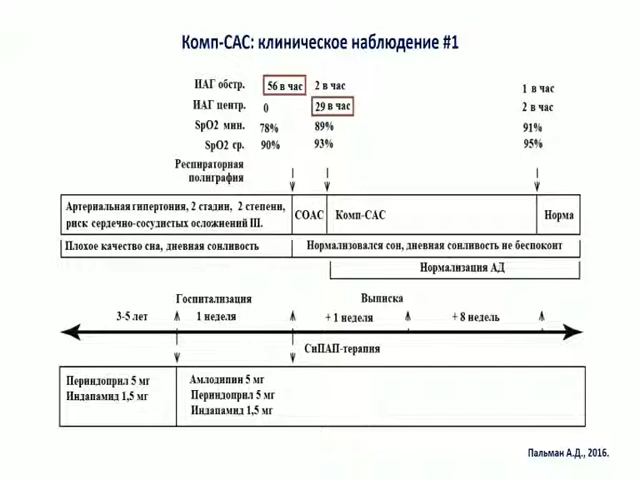 Комп-САС: клиническое наблюдение #1
ИАГ обстр. 56 в час 2 в час 1 в час
ИАГ центр. 0 29 в час 2 в час
SpO2 мин. 78% 89% 91%
SpO2 ср. 90% 93% 95%
Респираторная
полиграфия
Артериальная гипертония, 2 стадии, 2 степени,
риск сердечно-сосудистых осложнений III.
СОАС Комп-САС Норма
Плохое качество сна, дневная сонливость Нормализовался сон, дневная сонливость не беспокоит
Нормализация АД
Госпитализация Выписка
3-5 лет 1 неделя + 1 неделя + 8 недель
СиПАП-терапия
Периндоприл 5 мг
Индапамид 1,5 мг
Амлодипин 5 мг
Периндоприл 5 мг
Индапамид 1,5 мг
Пальман А.Д., 2016.